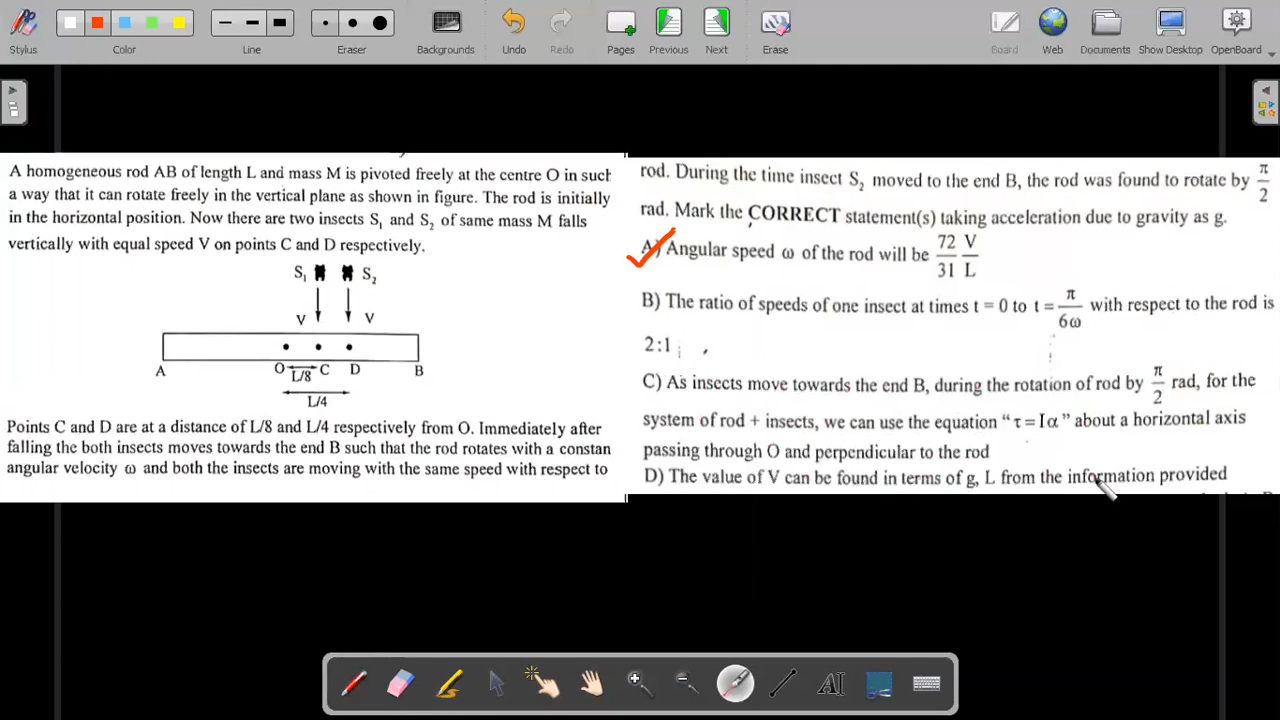 Stylus
Color
Line
Eraser
Backgrounds
Undo
Redo
Pages
Previous
Next
Erase
Board
Web
Documents
Show Desktop
OpenBoard
A homogeneous rod AB of length L and mass M is pivoted freely at the centre O in such
a way that it can rotate freely in the vertical plane as shown in figure. The rod is initially
in the horizontal position. Now there are two insects S₁ and S₂ of same mass M falls
vertically with equal speed V on points C and D respectively.
S₁ S₂
V V
A O L/8 C D B
L/4
Points C and D are at a distance of L/8 and L/4 respectively from O. Immediately after
falling the both insects moves towards the end B such that the rod rotates with a constan
angular velocity ω and both the insects are moving with the same speed with respect to
rod. During the time insect S₂ moved to the end B, the rod was found to rotate by π/2
rad. Mark the CORRECT statement(s) taking acceleration due to gravity as g.
A) Angular speed ω of the rod will be 72/31 V/L
B) The ratio of speeds of one insect at times t = 0 to t = π/6ω with respect to the rod is
2:1
C) As insects move towards the end B, during the rotation of rod by π/2 rad, for the
system of rod + insects, we can use the equation “τ = Iα” about a horizontal axis
passing through O and perpendicular to the rod
D) The value of V can be found in terms of g, L from the information provided